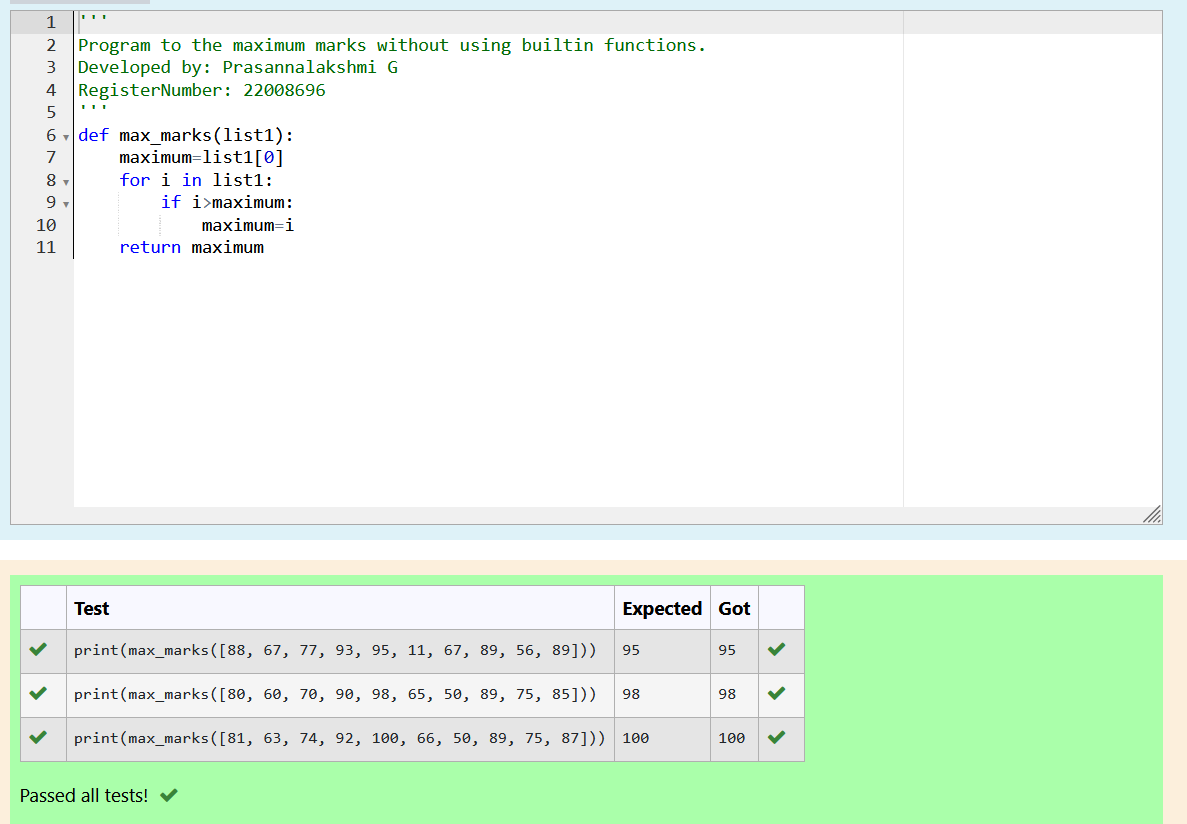 1 '''
2 Program to the maximum marks without using builtin functions.
3 Developed by: Prasannalakshmi G
4 RegisterNumber: 22008696
5 '''
6 def max_marks(list1):
7     maximum=list1[0]
8     for i in list1:
9         if i>maximum:
10             maximum=i
11     return maximum
Test Expected Got
print(max_marks([88, 67, 77, 93, 95, 11, 67, 89, 56, 89])) 95 95
print(max_marks([80, 60, 70, 90, 98, 65, 50, 89, 75, 85])) 98 98
print(max_marks([81, 63, 74, 92, 100, 66, 50, 89, 75, 87])) 100 100
Passed all tests!